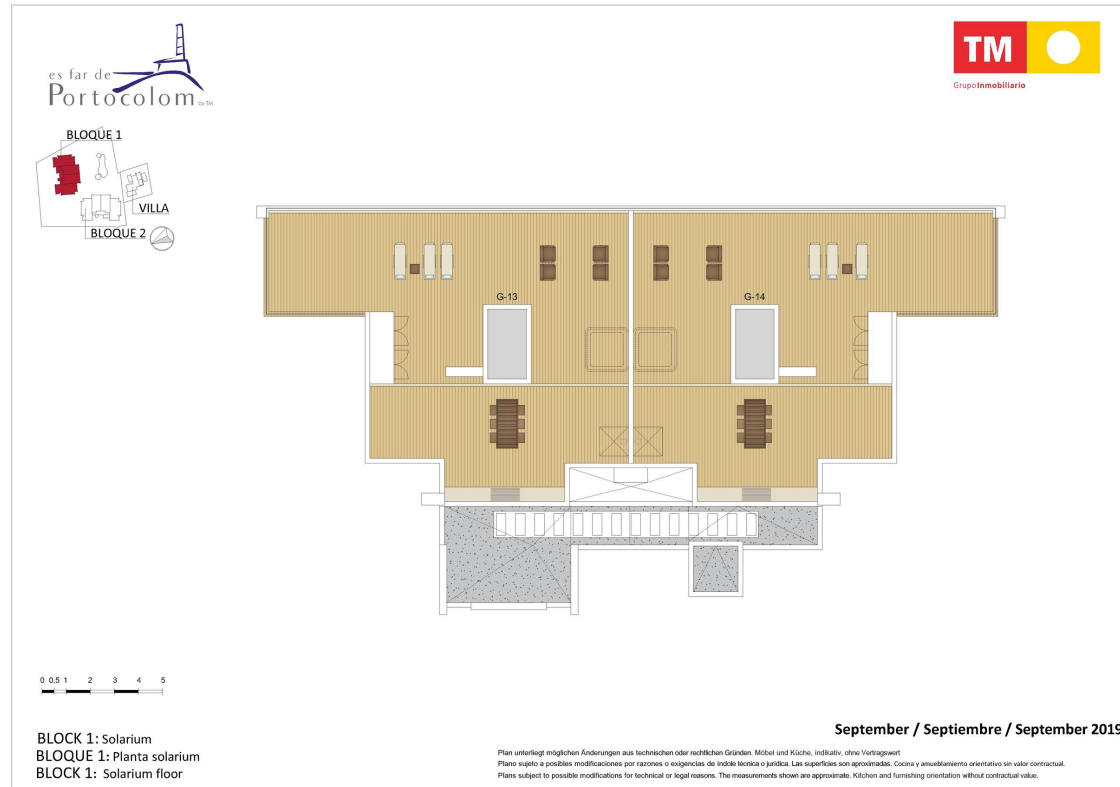 es far de
Portocolom by TM
TM
Grupo Inmobiliario
BLOQUE 1
VILLA
BLOQUE 2
G-13
G-14
0 0,5 1 2 3 4 5
BLOCK 1: Solarium
BLOQUE 1: Planta solarium
BLOCK 1: Solarium floor
September / Septiembre / September 2019
Plan unterliegt möglichen Änderungen aus technischen oder rechtlichen Gründen. Möbel und Küche, indikativ, ohne Vertragswert
Plano sujeto a posibles modificaciones por razones o exigencias de indole técnica o jurídica. Las superficies son aproximadas. Cocina y amueblamiento orientativo sin valor contractual.
Plans subject to possible modifications for technical or legal reasons. The measurements shown are approximate. Kitchen and furnishing orientation without contractual value.